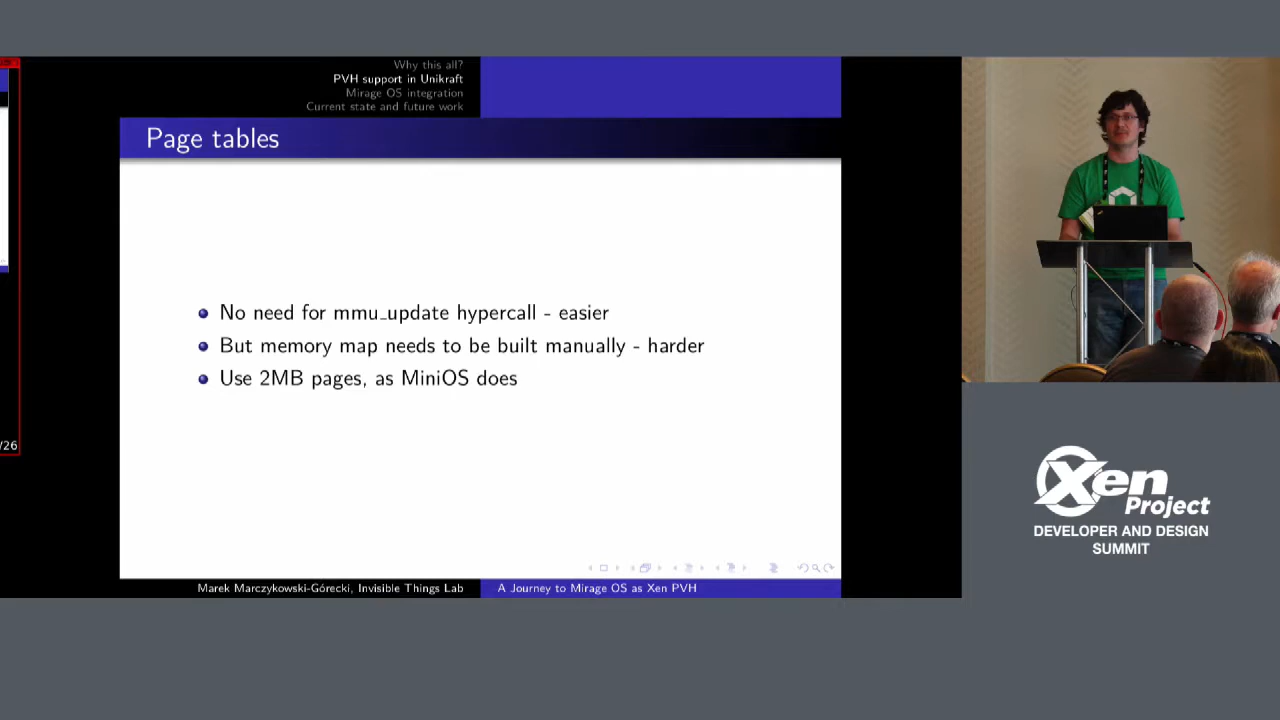 Why this all?
PVH support in Unikraft
Mirage OS integration
Current state and future work
Page tables
No need for mmu_update hypercall - easier
But memory map needs to be built manually - harder
Use 2MB pages, as MiniOS does
/26
Marek Marczykowski-Górecki, Invisible Things Lab
A Journey to Mirage OS as Xen PVH
Xen
Project
DEVELOPER AND DESIGN
SUMMIT